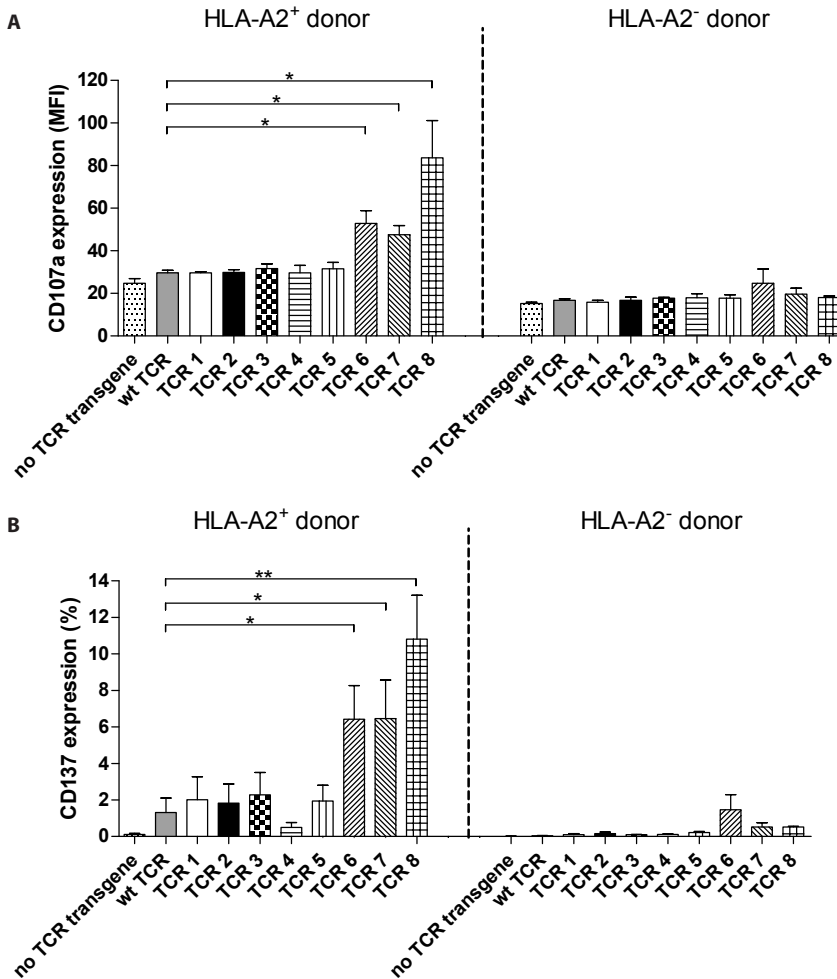 A
HLA-A2+ donor
HLA-A2- donor
CD107a expression (MFI)
120
100
80
60
40
20
0
*
*
*
no TCR transgene
wt TCR
TCR 1
TCR 2
TCR 3
TCR 4
TCR 5
TCR 6
TCR 7
TCR 8
no TCR transgene
wt TCR
TCR 1
TCR 2
TCR 3
TCR 4
TCR 5
TCR 6
TCR 7
TCR 8
B
HLA-A2+ donor
HLA-A2- donor
CD137 expression (%)
14
12
10
8
6
4
2
0
**
*
*
no TCR transgene
wt TCR
TCR 1
TCR 2
TCR 3
TCR 4
TCR 5
TCR 6
TCR 7
TCR 8
no TCR transgene
wt TCR
TCR 1
TCR 2
TCR 3
TCR 4
TCR 5
TCR 6
TCR 7
TCR 8